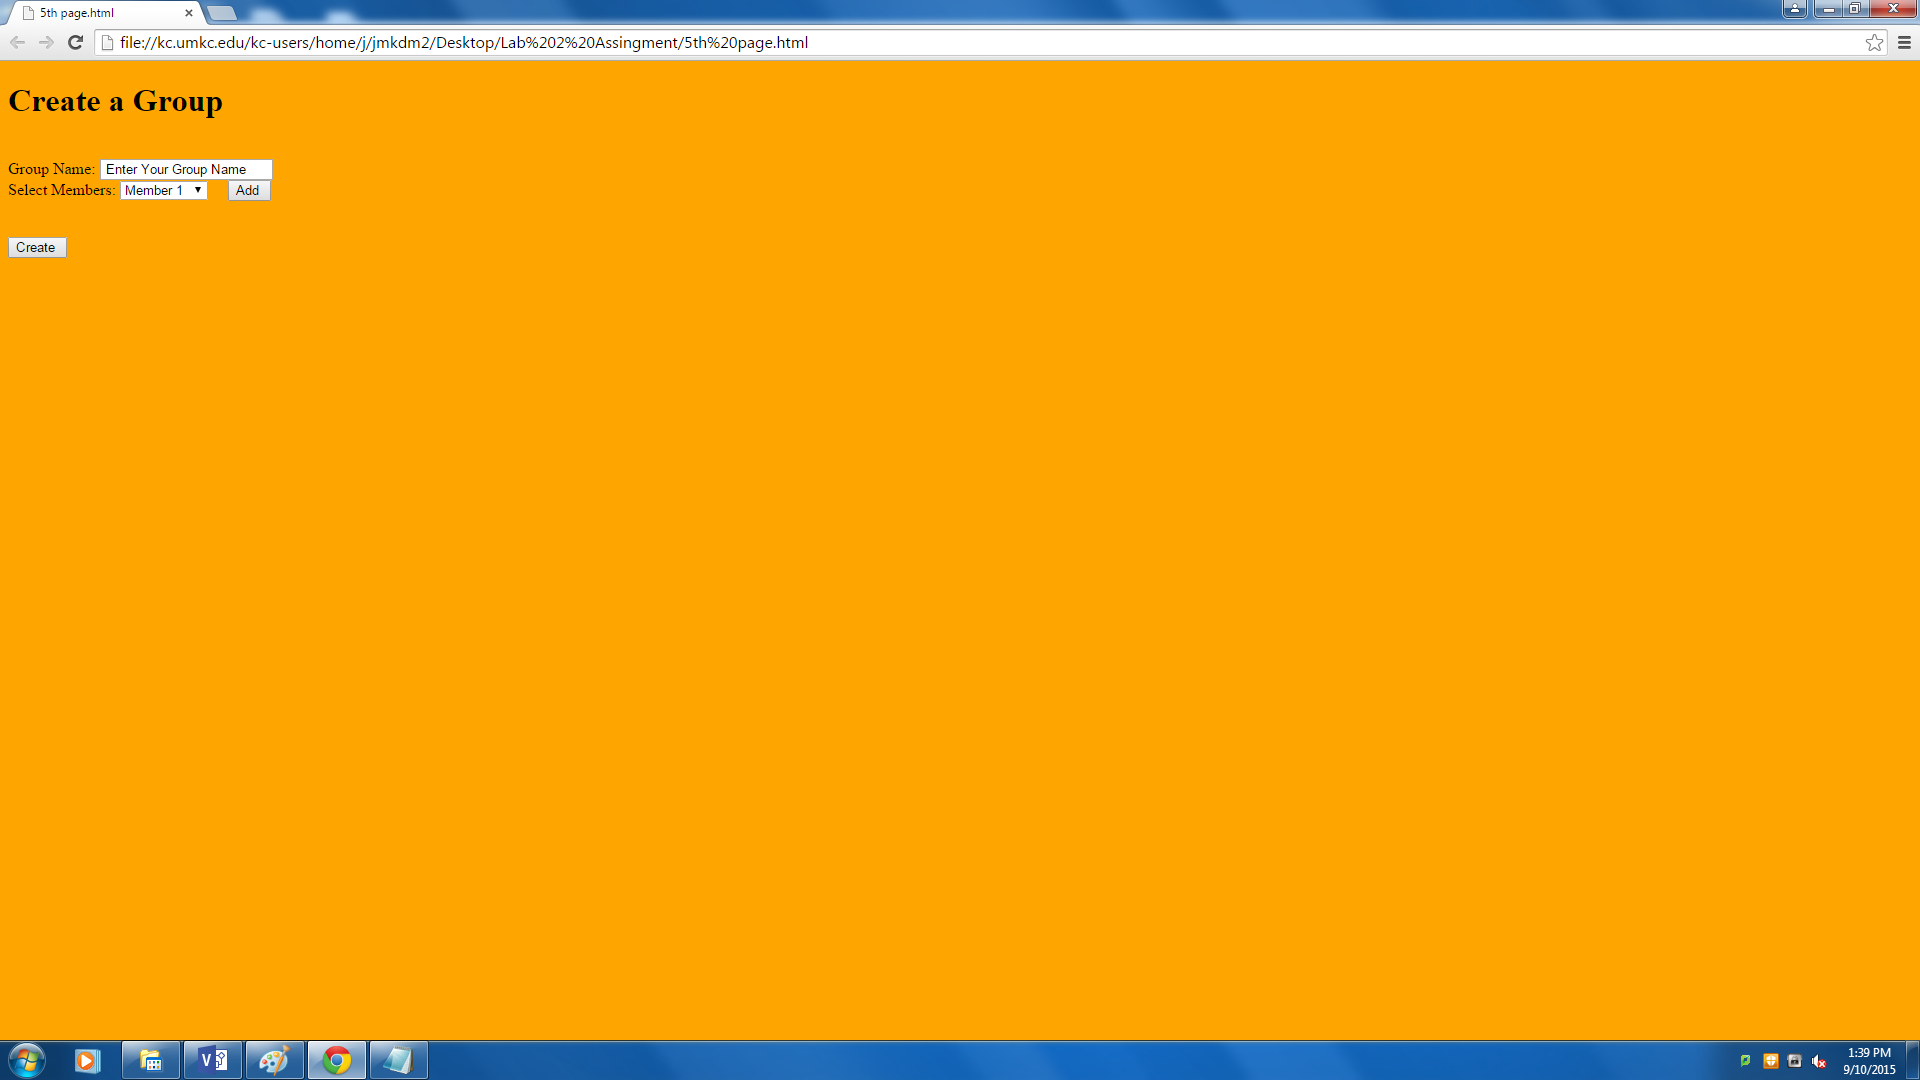 5th page.html
file://kc.umkc.edu/kc-users/home/j/jmkdm2/Desktop/Lab%202%20Assingment/5th%20page.html
Create a Group
Group Name: Enter Your Group Name
Select Members: Member 1 Add
Create
1:39 PM
9/10/2015